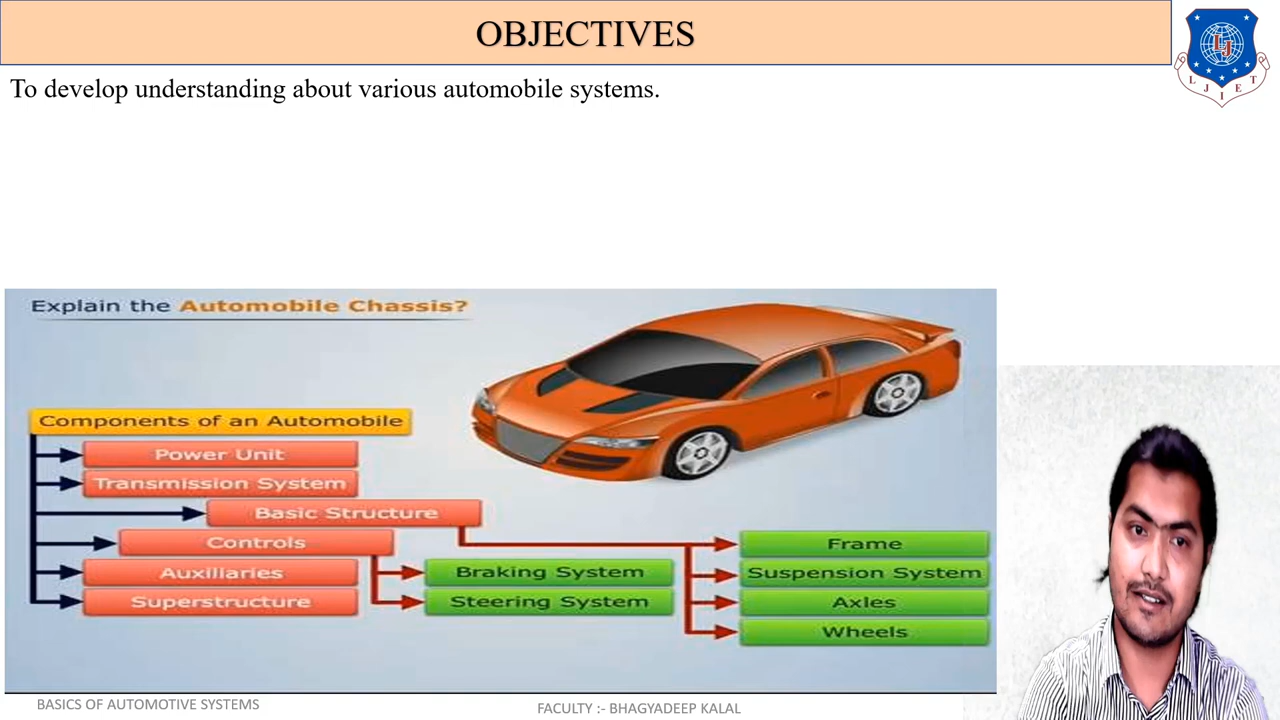 OBJECTIVES
LJIET
To develop understanding about various automobile systems.
Explain the Automobile Chassis?
Components of an Automobile
Power Unit
Transmission System
Basic Structure
Controls
Auxiliaries
Superstructure
Braking System
Steering System
Frame
Suspension System
Axles
Wheels
BASICS OF AUTOMOTIVE SYSTEMS
FACULTY :- BHAGYADEEP KALAL